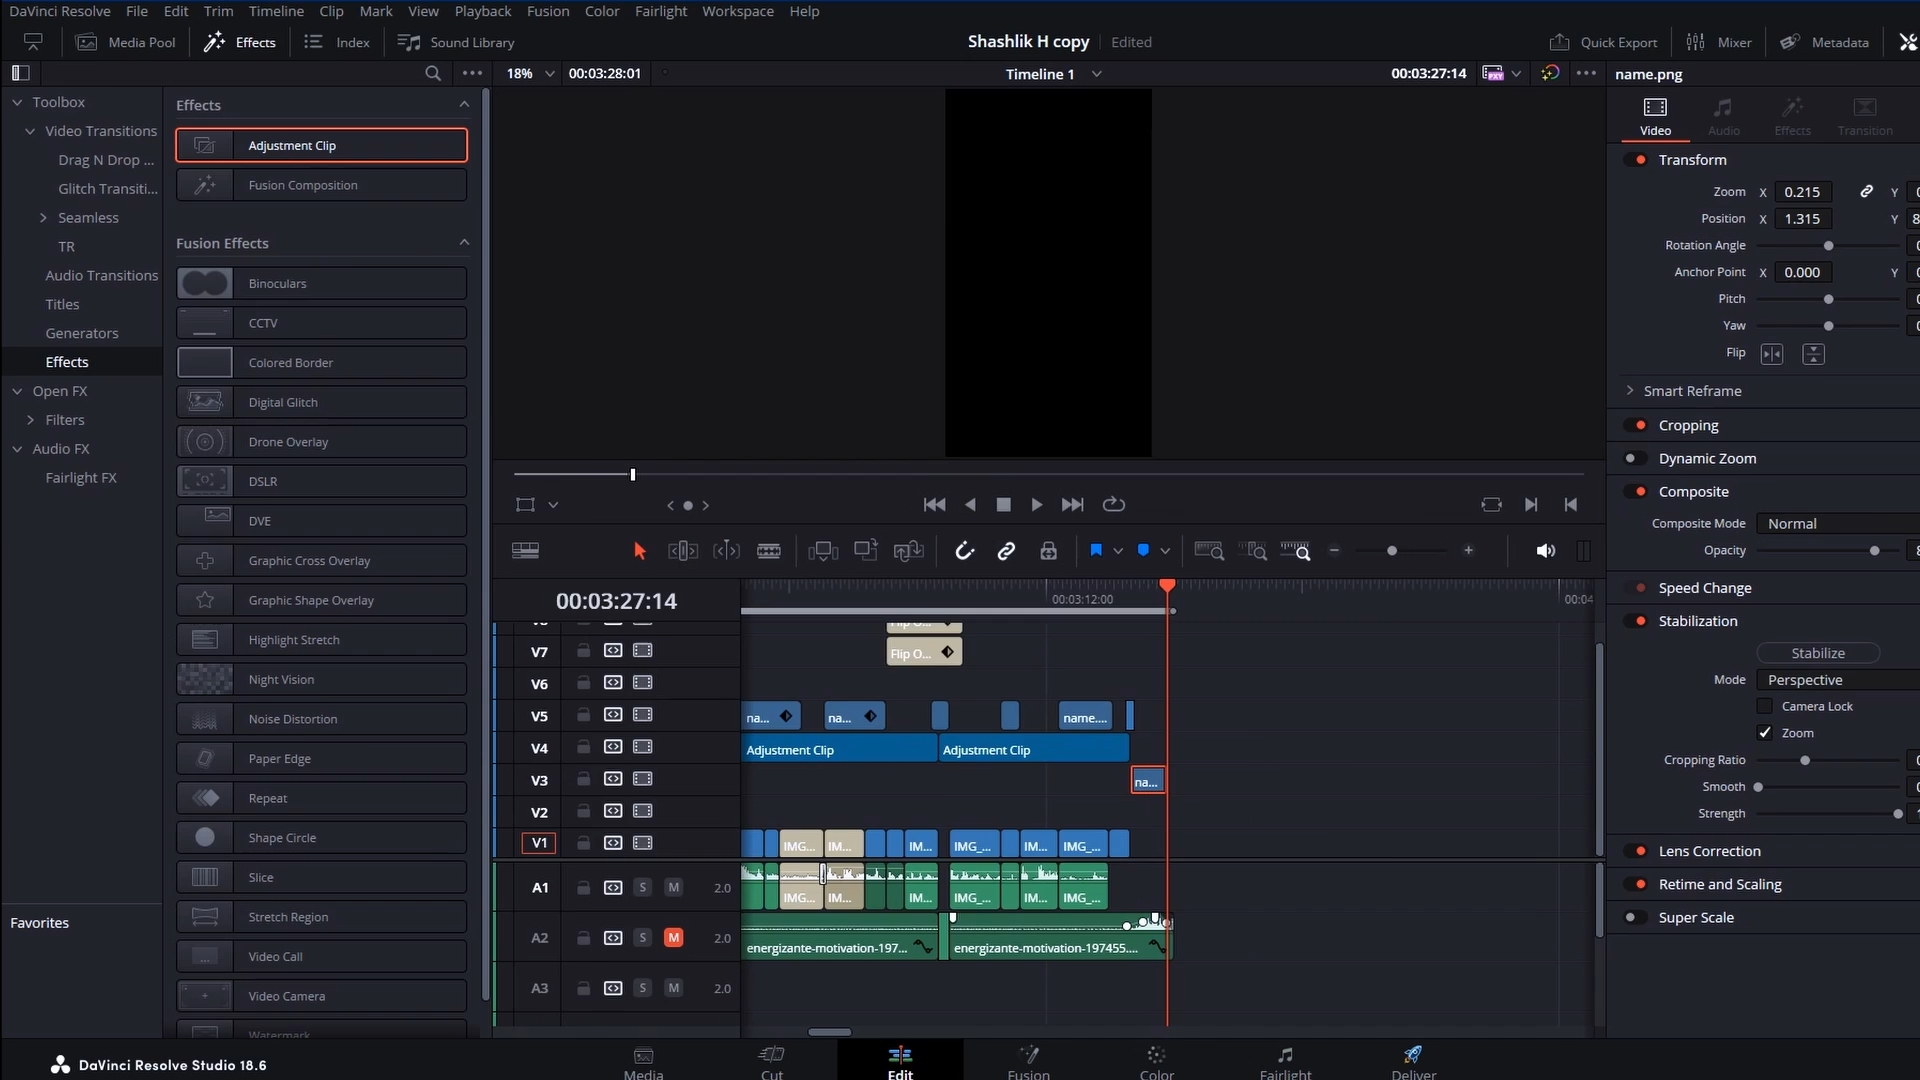 DaVinci Resolve File Edit Trim Timeline Clip Mark View Playback Fusion Color Fairlight Workspace Help
Media Pool Effects Index Sound Library Shashlik H copy Edited Quick Export Mixer Metadata
18% 00:03:28:01 Timeline 1 00:03:27:14 name.png
Toolbox
Video Transitions
Drag N Drop ...
Glitch Transiti...
Seamless
TR
Audio Transitions
Titles
Generators
Effects
Open FX
Filters
Audio FX
Fairlight FX
Favorites
Effects
Adjustment Clip
Fusion Composition
Fusion Effects
Binoculars
CCTV
Colored Border
Digital Glitch
Drone Overlay
DSLR
DVE
Graphic Cross Overlay
Graphic Shape Overlay
Highlight Stretch
Night Vision
Noise Distortion
Paper Edge
Repeat
Shape Circle
Slice
Stretch Region
Video Call
Video Camera
Watermark
Video Audio Effects Transition
Transform
Zoom X 0.215 Y
Position X 1.315 Y 8
Rotation Angle
Anchor Point X 0.000 Y
Pitch
Yaw
Flip
Smart Reframe
Cropping
Dynamic Zoom
Composite
Composite Mode Normal
Opacity
Speed Change
Stabilization
Stabilize
Mode Perspective
Camera Lock
Zoom
Cropping Ratio
Smooth
Strength
Lens Correction
Retime and Scaling
Super Scale
00:03:27:14 00:03:12:00 00:04
V7 Flip O...
V6
V5 na... na... name....
V4 Adjustment Clip Adjustment Clip
V3 na...
V2
V1 IMG... IM... IM... IMG_... IM... IMG_...
A1 S M 2.0 IMG... IM... IM... IMG_... IM... IMG_...
A2 S M 2.0 energizante-motivation-197... energizante-motivation-197455....
A3 S M 2.0
DaVinci Resolve Studio 18.6
Media Cut Edit Fusion Color Fairlight Deliver